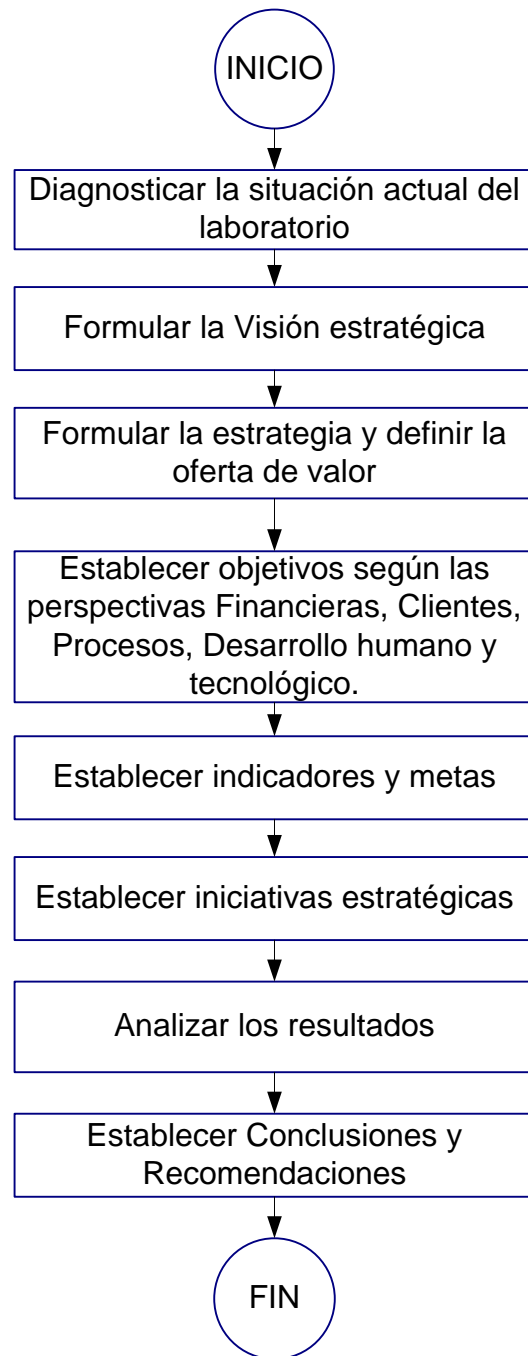 INICIO
Diagnosticar la situación actual del
laboratorio
Formular la Visión estratégica
Formular la estrategia y definir la
oferta de valor
Establecer objetivos según las
perspectivas Financieras, Clientes,
Procesos, Desarrollo humano y
tecnológico.
Establecer indicadores y metas
Establecer iniciativas estratégicas
Analizar los resultados
Establecer Conclusiones y
Recomendaciones
FIN